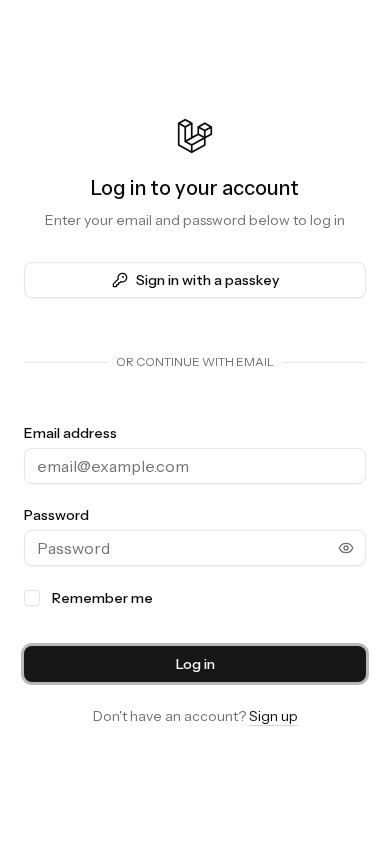 Log in to your account
Enter your email and password below to log in
Sign in with a passkey
OR CONTINUE WITH EMAIL
Email address
email@example.com
Password
Password
Remember me
Log in
Don't have an account? Sign up